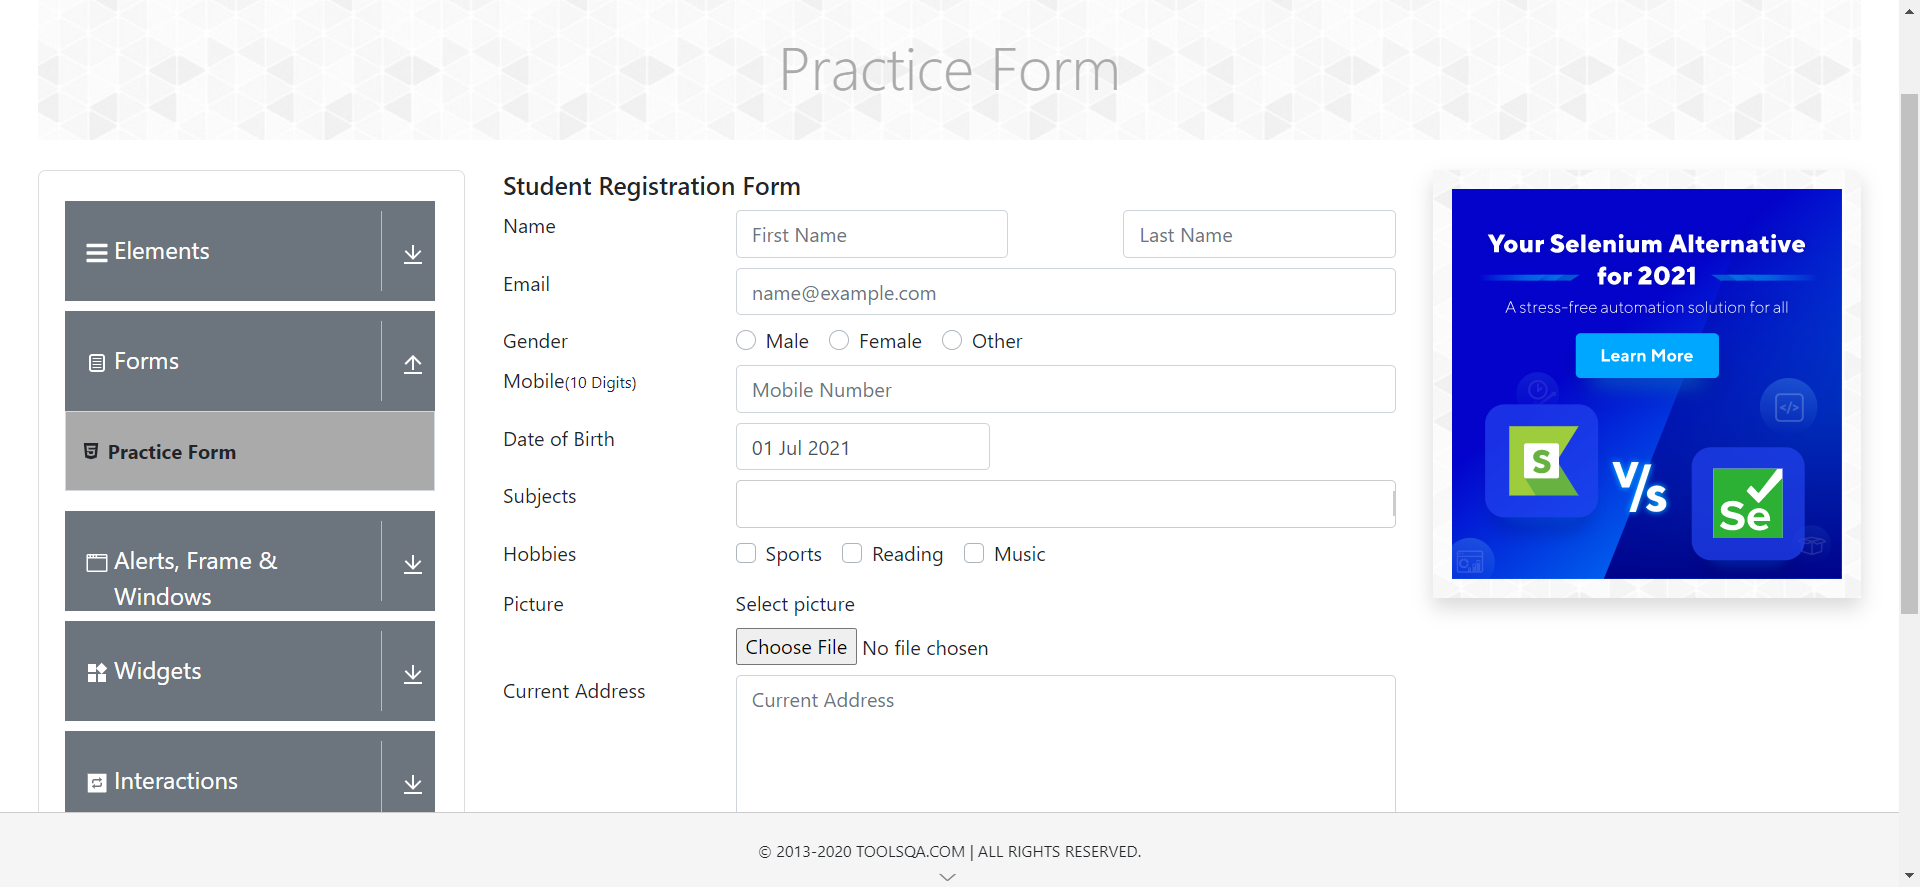 Practice Form
Elements
Forms
Practice Form
Alerts, Frame &
Windows
Widgets
Interactions
Student Registration Form
Name First Name Last Name
Email name@example.com
Gender Male Female Other
Mobile(10 Digits) Mobile Number
Date of Birth 01 Jul 2021
Subjects
Hobbies Sports Reading Music
Picture Select picture
Choose File No file chosen
Current Address Current Address
Your Selenium Alternative
for 2021
A stress-free automation solution for all
Learn More
S V/S Se
© 2013-2020 TOOLSQA.COM | ALL RIGHTS RESERVED.